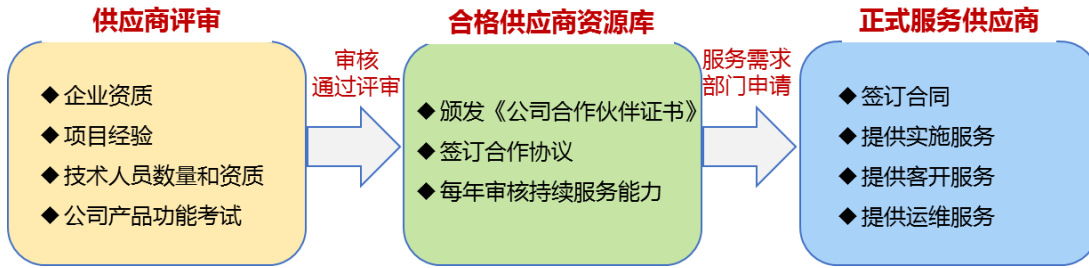 供应商评审
◆企业资质
◆项目经验
◆技术人员数量和资质
◆公司产品功能考试
审核
通过评审
合格供应商资源库
◆颁发《公司合作伙伴证书》
◆签订合作协议
◆每年审核持续服务能力
服务需求
部门申请
正式服务供应商
◆签订合同
◆提供实施服务
◆提供客开服务
◆提供运维服务